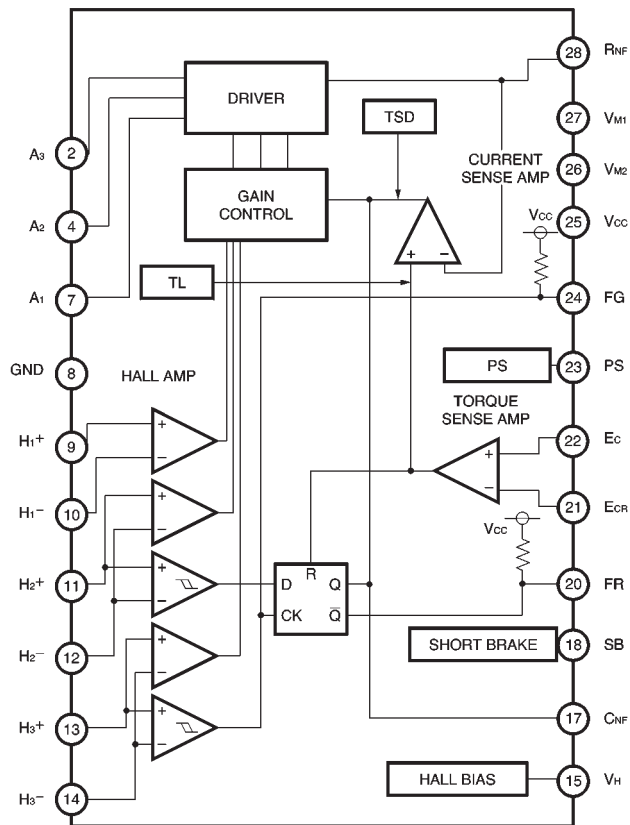 28 RNF
DRIVER
TSD
27 VM1
A3 2
CURRENT
SENSE AMP
26 VM2
GAIN
CONTROL
VCC
25 VCC
A2 4
+ −
TL
A1 7
24 FG
GND 8
HALL AMP
PS
23 PS
TORQUE
SENSE AMP
H1+ 9
+
−
22 EC
+
−
H1− 10
21 ECR
+
−
VCC
H2+ 11
+
−
R
D Q
CK Q̅
20 FR
H2− 12
+
−
SHORT BRAKE
18 SB
H3+ 13
+
−
17 CNF
HALL BIAS
15 VH
H3− 14